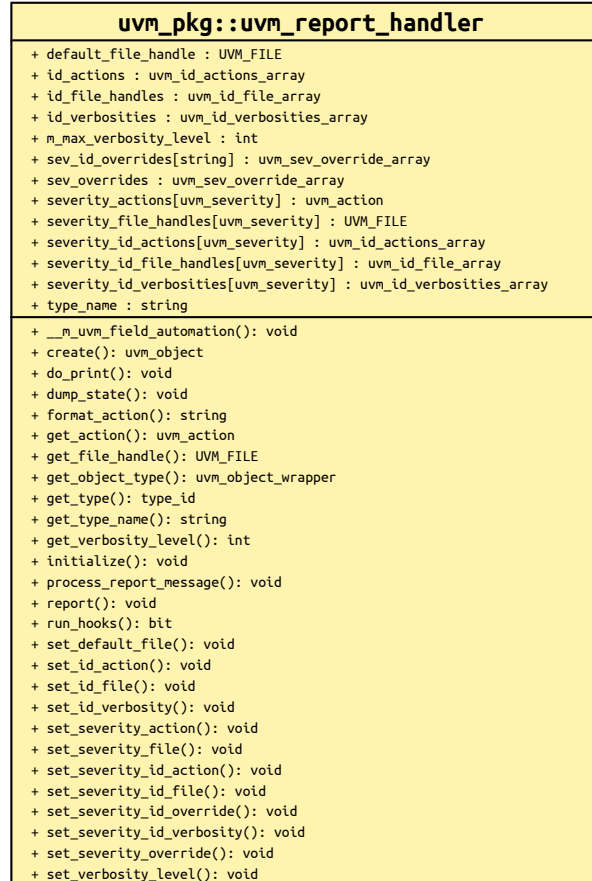 uvm_pkg::uvm_report_handler
+ default_file_handle : UVM_FILE
+ id_actions : uvm_id_actions_array
+ id_file_handles : uvm_id_file_array
+ id_verbosities : uvm_id_verbosities_array
+ m_max_verbosity_level : int
+ sev_id_overrides[string] : uvm_sev_override_array
+ sev_overrides : uvm_sev_override_array
+ severity_actions[uvm_severity] : uvm_action
+ severity_file_handles[uvm_severity] : UVM_FILE
+ severity_id_actions[uvm_severity] : uvm_id_actions_array
+ severity_id_file_handles[uvm_severity] : uvm_id_file_array
+ severity_id_verbosities[uvm_severity] : uvm_id_verbosities_array
+ type_name : string
+ __m_uvm_field_automation(): void
+ create(): uvm_object
+ do_print(): void
+ dump_state(): void
+ format_action(): string
+ get_action(): uvm_action
+ get_file_handle(): UVM_FILE
+ get_object_type(): uvm_object_wrapper
+ get_type(): type_id
+ get_type_name(): string
+ get_verbosity_level(): int
+ initialize(): void
+ process_report_message(): void
+ report(): void
+ run_hooks(): bit
+ set_default_file(): void
+ set_id_action(): void
+ set_id_file(): void
+ set_id_verbosity(): void
+ set_severity_action(): void
+ set_severity_file(): void
+ set_severity_id_action(): void
+ set_severity_id_file(): void
+ set_severity_id_override(): void
+ set_severity_id_verbosity(): void
+ set_severity_override(): void
+ set_verbosity_level(): void